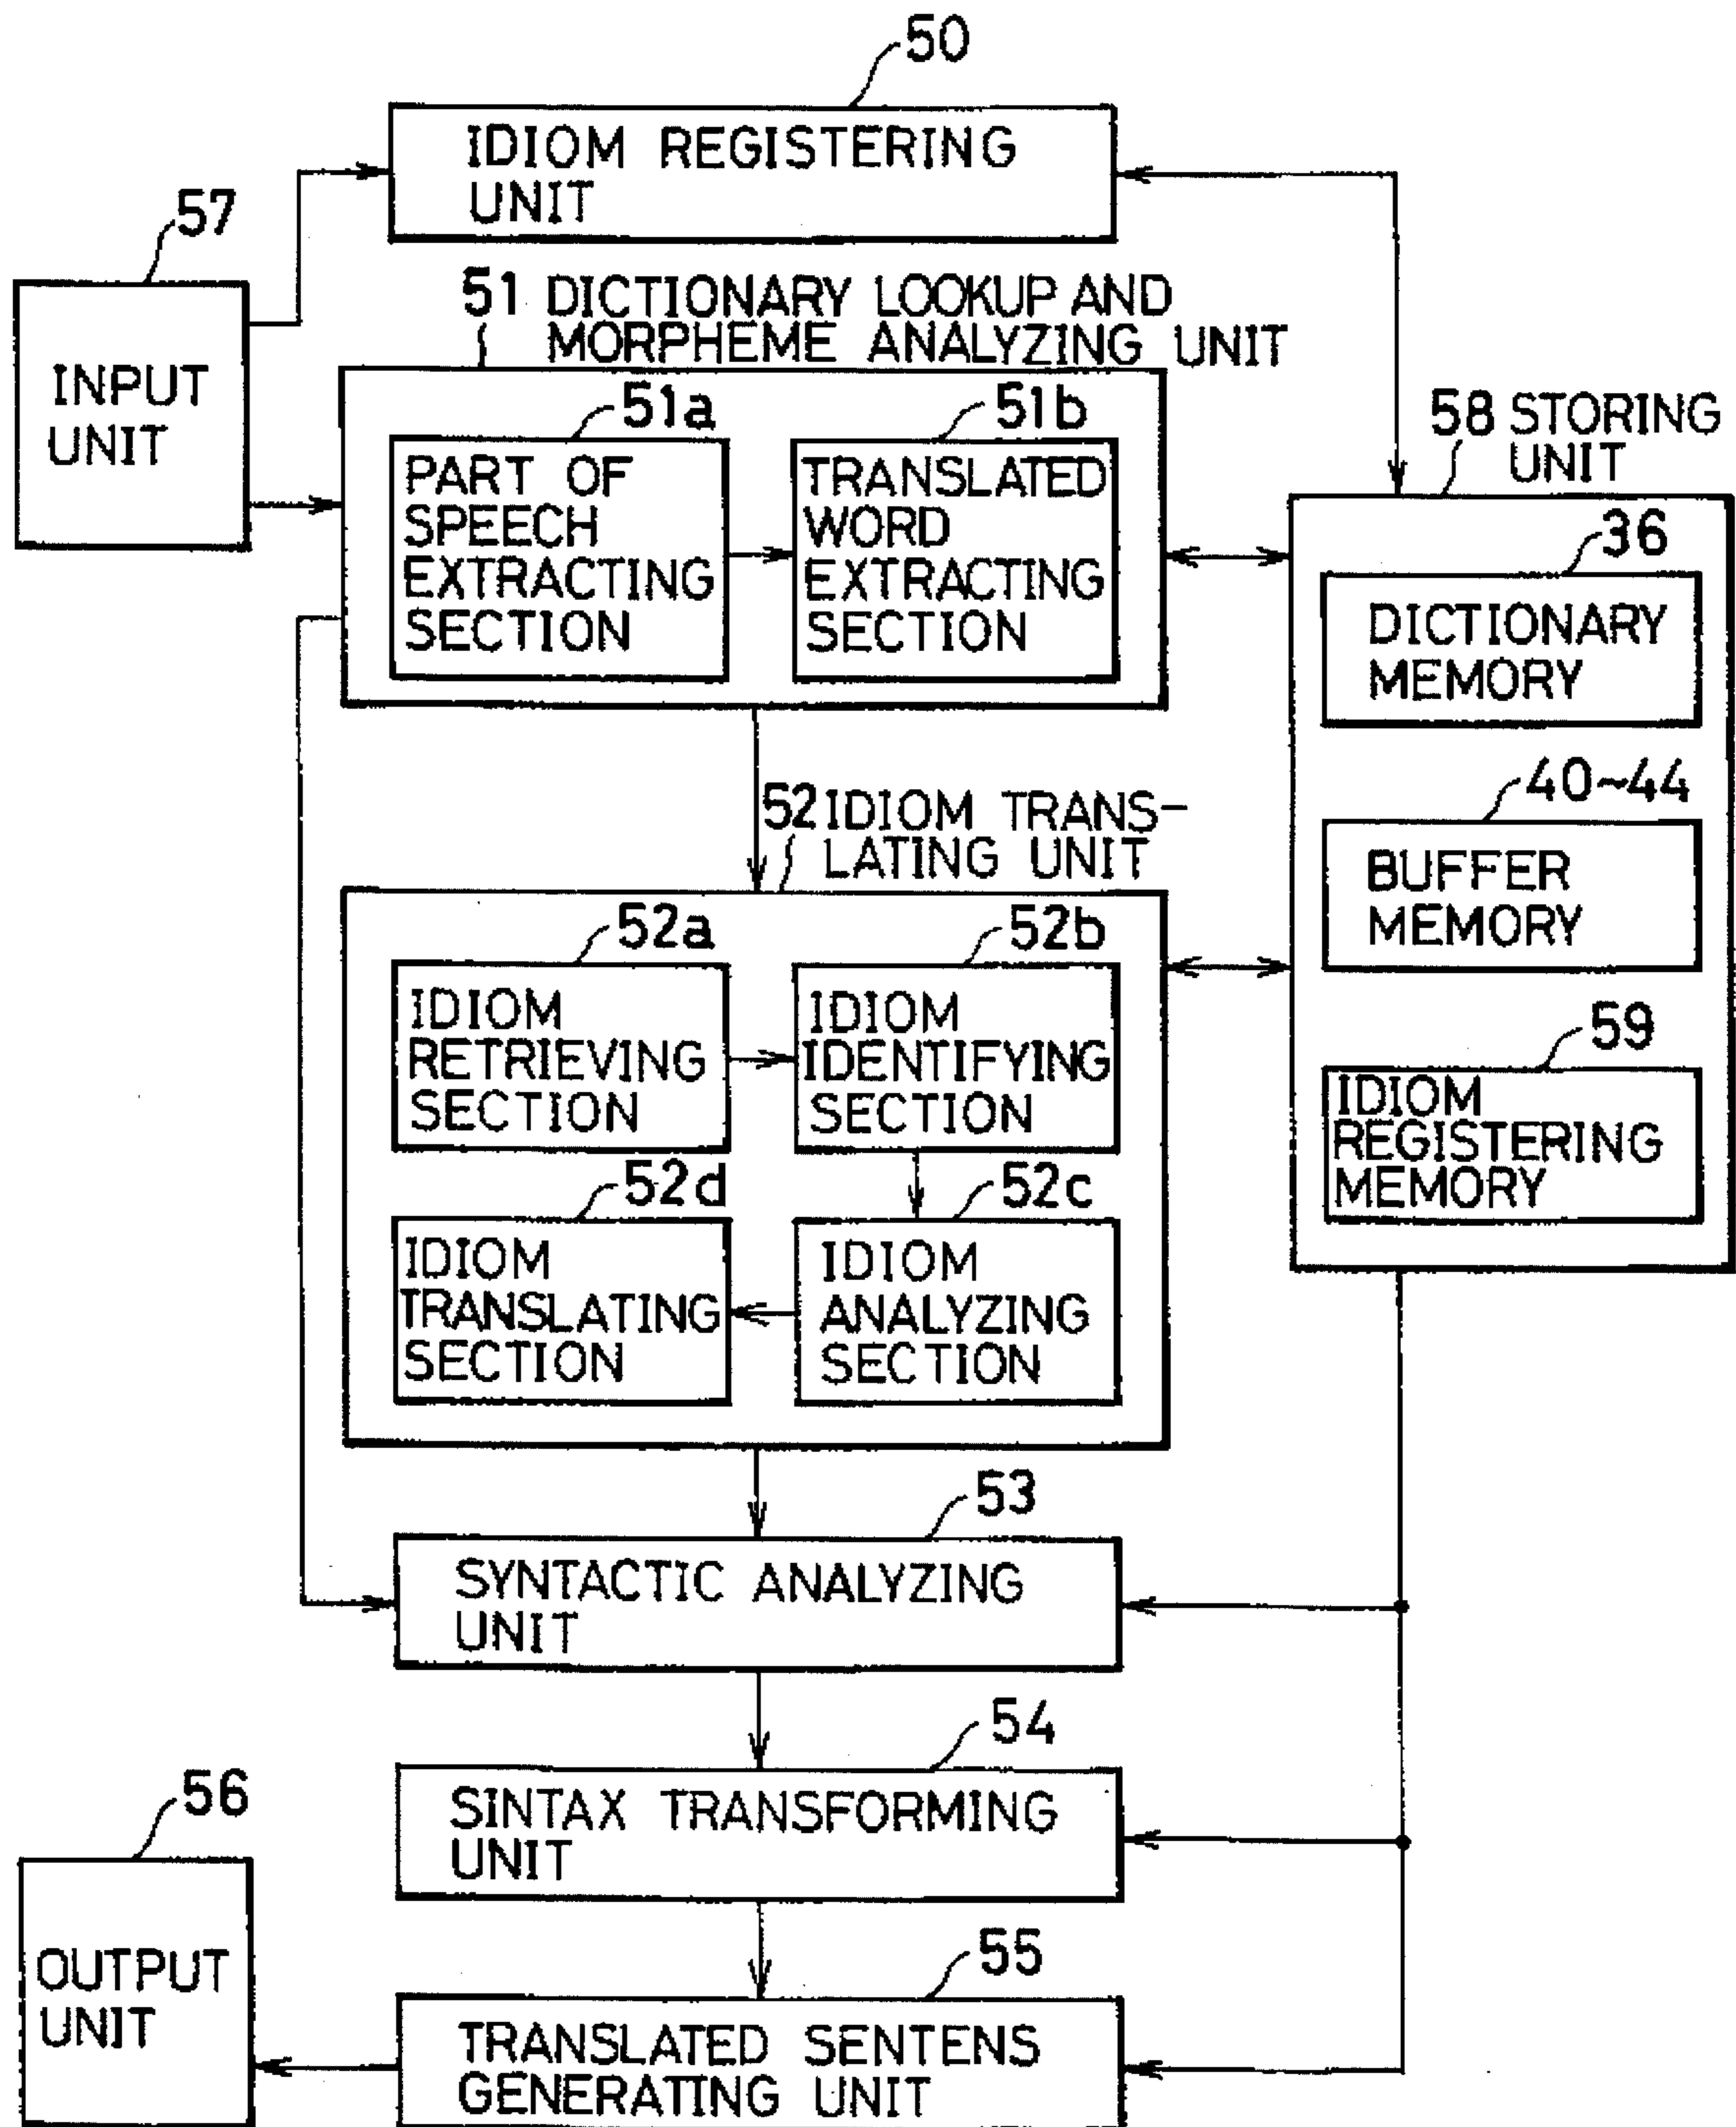 50
IDIOM REGISTERING
UNIT
57
INPUT
UNIT
51 DICTIONARY LOOKUP AND
MORPHEME ANALYZING UNIT
51a
PART OF
SPEECH
EXTRACTING
SECTION
51b
TRANSLATED
WORD
EXTRACTING
SECTION
58 STORING
UNIT
36
DICTIONARY
MEMORY
40~44
BUFFER
MEMORY
59
IDIOM
REGISTERING
MEMORY
52 IDIOM TRANS-
LATING UNIT
52a
IDIOM
RETRIEVING
SECTION
52b
IDIOM
IDENTIFYING
SECTION
52d
IDIOM
TRANSLATING
SECTION
52c
IDIOM
ANALYZING
SECTION
53
SYNTACTIC ANALYZING
UNIT
54
SINTAX TRANSFORMING
UNIT
56
OUTPUT
UNIT
55
TRANSLATED SENTENS
GENERATING UNIT